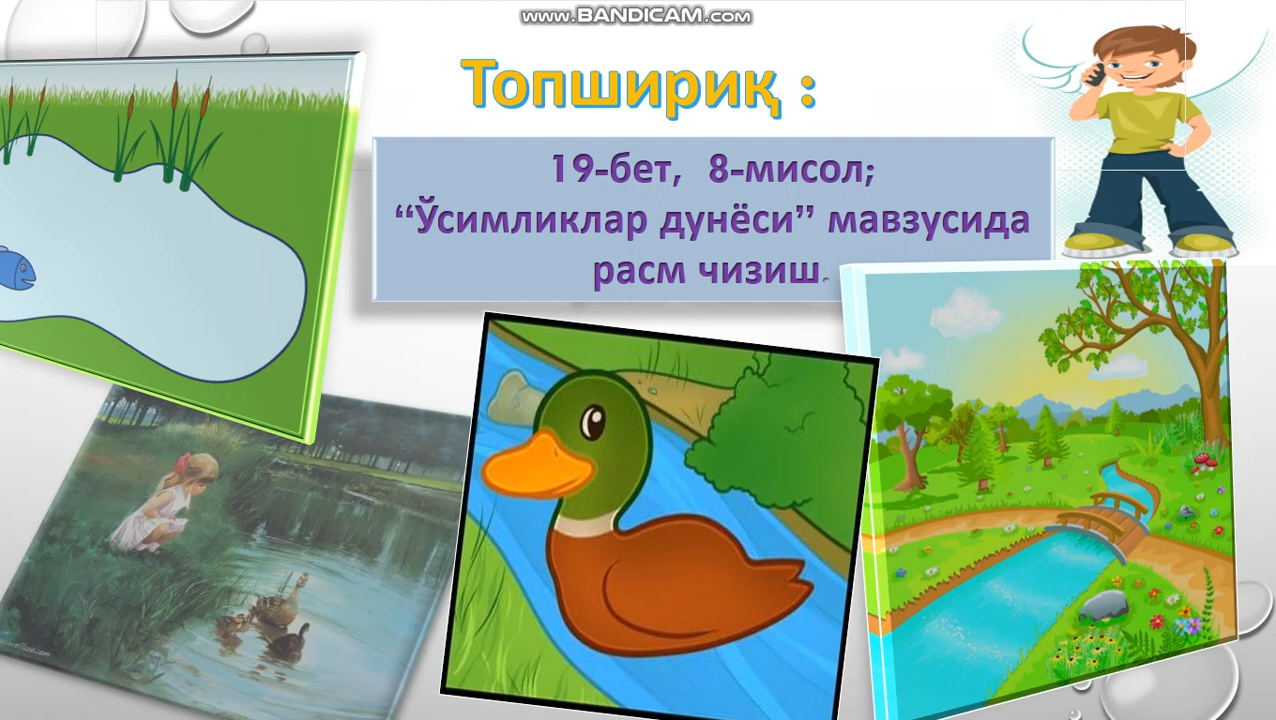 www.BANDICAM.com
Топшириқ :
19-бет, 8-мисол;
“Ўсимликлар дунёси” мавзусида
расм чизиш.